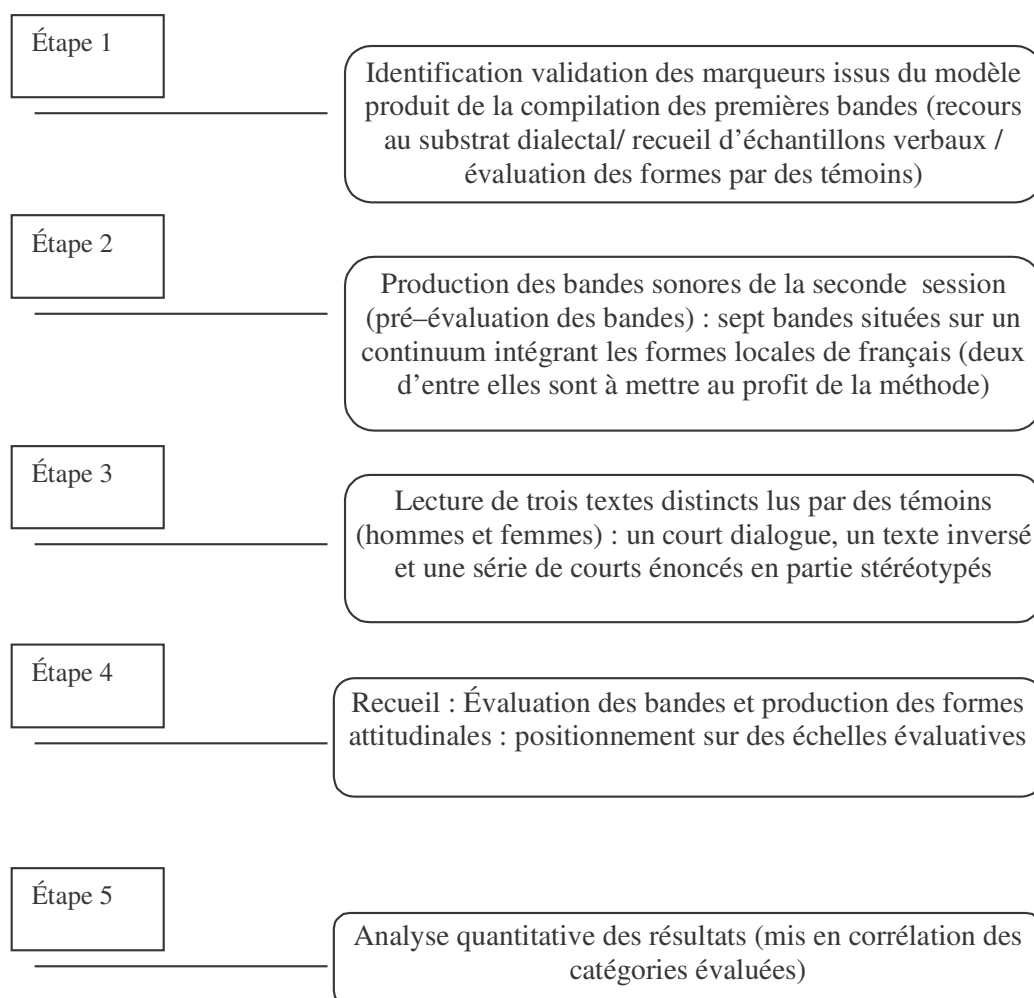 Étape 1
Identification validation des marqueurs issus du modèle
produit de la compilation des premières bandes (recours
au substrat dialectal/ recueil d’échantillons verbaux /
évaluation des formes par des témoins)
Étape 2
Production des bandes sonores de la seconde session
(pré–évaluation des bandes) : sept bandes situées sur un
continuum intégrant les formes locales de français (deux
d’entre elles sont à mettre au profit de la méthode)
Étape 3
Lecture de trois textes distincts lus par des témoins
(hommes et femmes) : un court dialogue, un texte inversé
et une série de courts énoncés en partie stéréotypés
Étape 4
Recueil : Évaluation des bandes et production des formes
attitudinales : positionnement sur des échelles évaluatives
Étape 5
Analyse quantitative des résultats (mis en corrélation des
catégories évaluées)